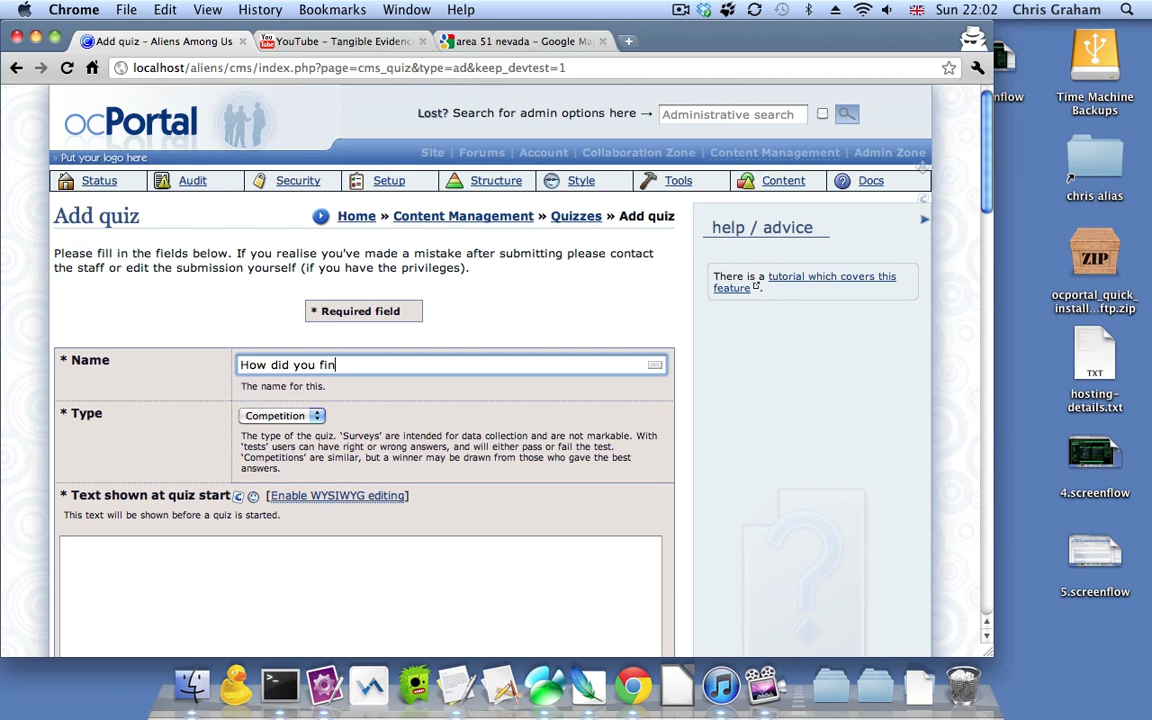 Chrome File Edit View History Bookmarks Window Help Sun 22:02 Chris Graham
Add quiz - Aliens Among Us YouTube - Tangible Evidenc area 51 nevada - Google Ma
localhost/aliens/cms/index.php?page=cms_quiz&type=ad&keep_devtest=1
nflow
Time Machine
Backups
ocPortal
Lost? Search for admin options here → Administrative search
Put your logo here
Site | Forums | Account | Collaboration Zone | Content Management | Admin Zone
Status Audit Security Setup Structure Style Tools Content Docs
chris alias
Add quiz
Home » Content Management » Quizzes » Add quiz
help / advice
Please fill in the fields below. If you realise you've made a mistake after submitting please contact
the staff or edit the submission yourself (if you have the privileges).
There is a tutorial which covers this
feature.
ZIP
ocportal_quick_
install...ftp.zip
* Required field
* Name
How did you fin
The name for this.
TXT
hosting-
details.txt
* Type
Competition
The type of the quiz. ‘Surveys’ are intended for data collection and are not markable. With
‘tests’ users can have right or wrong answers, and will either pass or fail the test.
‘Competitions’ are similar, but a winner may be drawn from those who gave the best
answers.
* Text shown at quiz start [Enable WYSIWYG editing]
This text will be shown before a quiz is started.
4.screenflow
5.screenflow